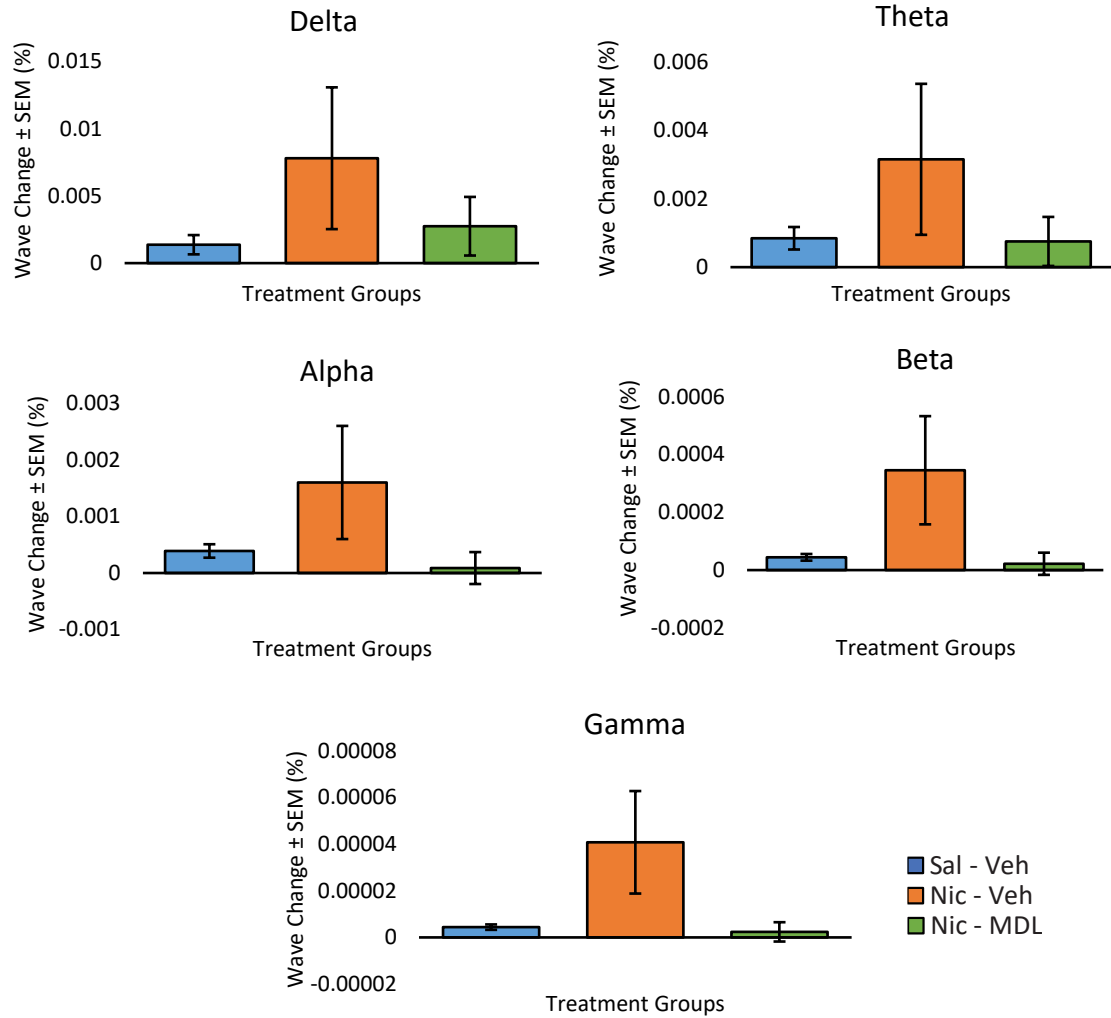 Delta
Wave Change ± SEM (%)
0.015
0.01
0.005
0
Treatment Groups
Theta
Wave Change ± SEM (%)
0.006
0.004
0.002
0
Treatment Groups
Alpha
Wave Change ± SEM (%)
0.003
0.002
0.001
0
-0.001
Treatment Groups
Beta
Wave Change ± SEM (%)
0.0006
0.0004
0.0002
0
-0.0002
Treatment Groups
Gamma
Wave Change ± SEM (%)
0.00008
0.00006
0.00004
0.00002
0
-0.00002
Treatment Groups
Sal - Veh
Nic - Veh
Nic - MDL